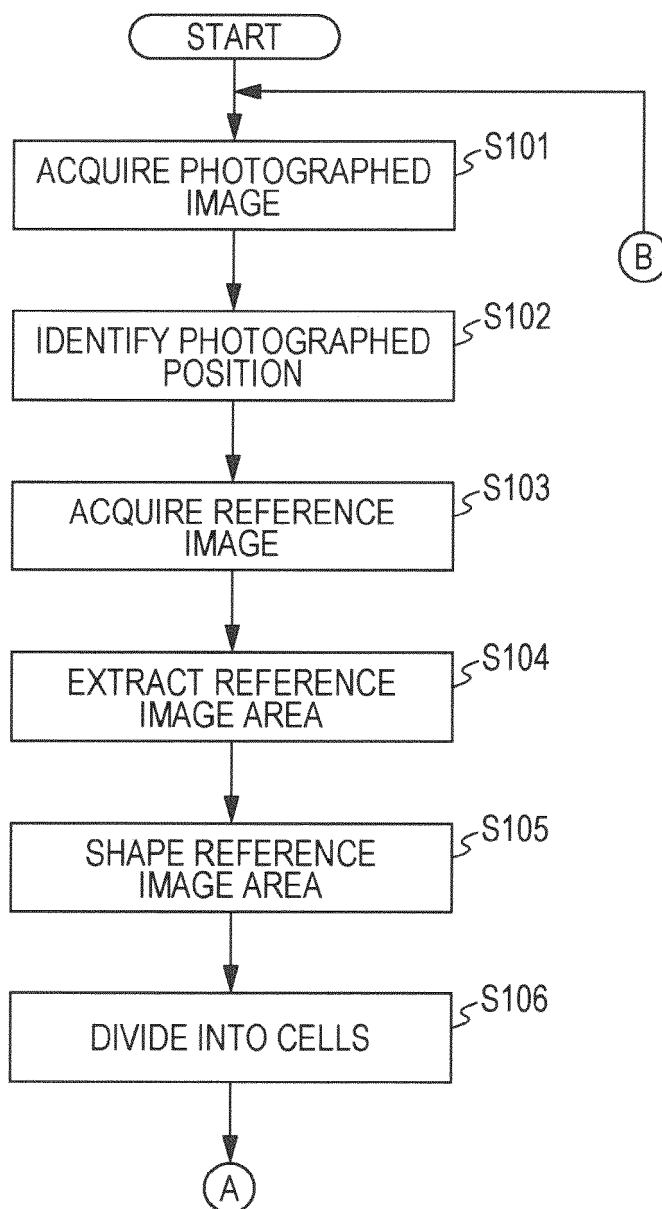 START
S101
ACQUIRE PHOTOGRAPHED
IMAGE
B
S102
IDENTIFY PHOTOGRAPHED
POSITION
S103
ACQUIRE REFERENCE
IMAGE
S104
EXTRACT REFERENCE
IMAGE AREA
S105
SHAPE REFERENCE
IMAGE AREA
S106
DIVIDE INTO CELLS
A